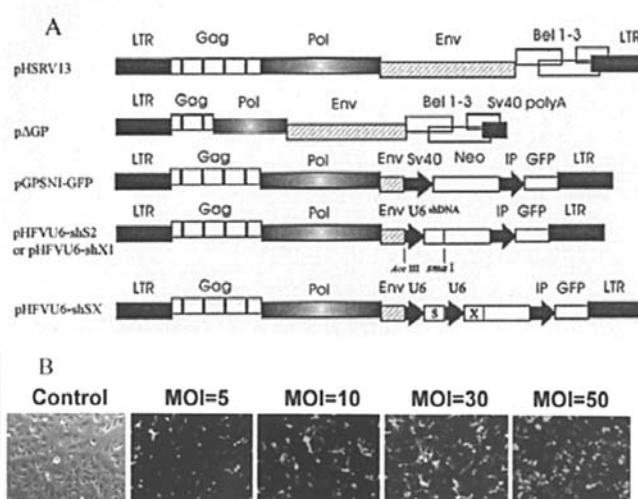 A
LTR Gag Pol Env Bel 1-3 LTR
pHSRV13
LTR Gag Pol Env Bel 1-3 Sv40 polyA
pΔGP
LTR Gag Pol Env Sv40 Neo IP GFP LTR
pGPSNI-GFP
LTR Gag Pol Env U6 shDNA IP GFP LTR
pHFVU6-shS2
or pHFVU6-shX1
III sma I
LTR Gag Pol Env U6 U6 IP GFP LTR
pHFVU6-shSX
S X
B
Control MOI=5 MOI=10 MOI=30 MOI=50